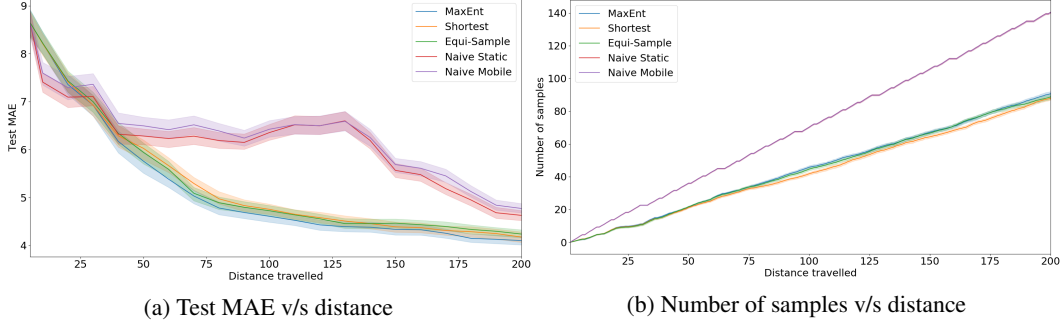 MaxEnt
Shortest
Equi-Sample
Naive Static
Naive Mobile
Test MAE
9
8
7
6
5
4
25 50 75 100 125 150 175 200
Distance travelled
(a) Test MAE v/s distance
MaxEnt
Shortest
Equi-Sample
Naive Static
Naive Mobile
Number of samples
140
120
100
80
60
40
20
0
25 50 75 100 125 150 175 200
Distance travelled
(b) Number of samples v/s distance